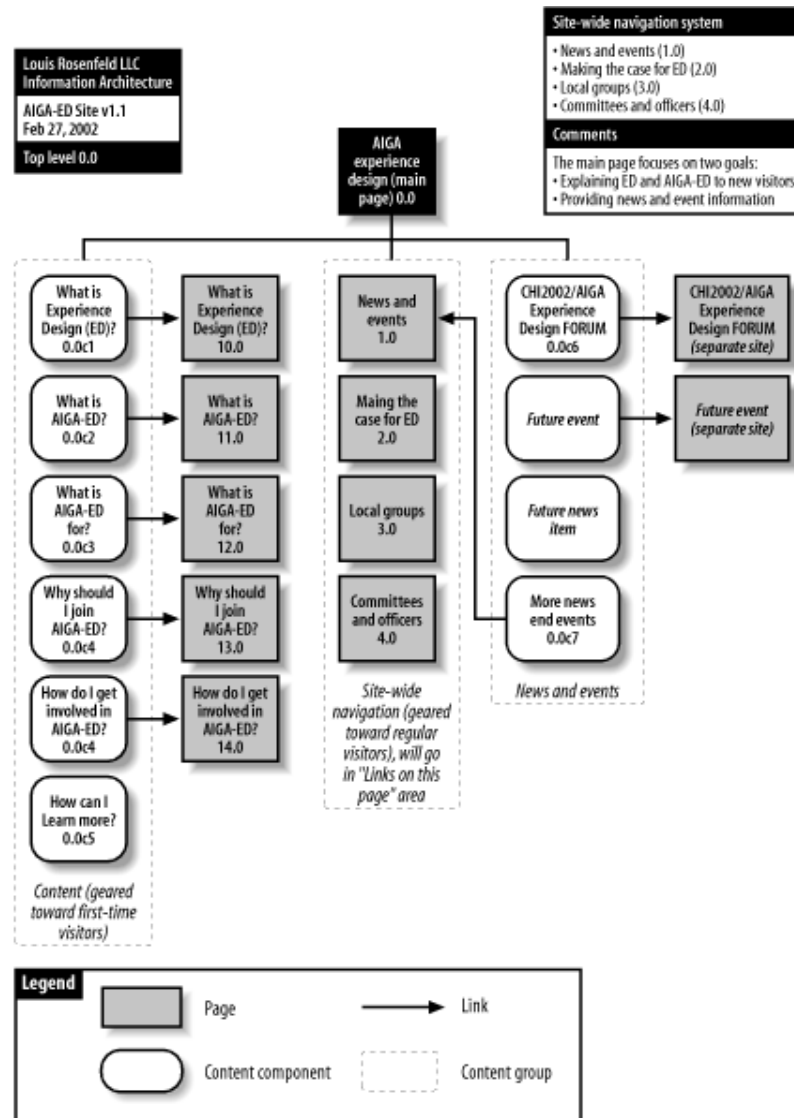 Louis Rosenfeld LLC
Information Architecture
AIGA-ED Site v1.1
Feb 27, 2002
Top level 0.0
Site-wide navigation system
• News and events (1.0)
• Making the case for ED (2.0)
• Local groups (3.0)
• Committees and officers (4.0)
Comments
The main page focuses on two goals:
• Explaining ED and AIGA-ED to new visitors
• Providing news and event information
AIGA
experience
design (main
page) 0.0
What is
Experience
Design (ED)?
0.0c1
What is
AIGA-ED?
0.0c2
What is
AIGA-ED
for?
0.0c3
Why should
I join
AIGA-ED?
0.0c4
How do I get
involved in
AIGA-ED?
0.0c4
How can I
Learn more?
0.0c5
Content (geared
toward first-time
visitors)
What is
Experience
Design (ED)?
10.0
What is
AIGA-ED?
11.0
What is
AIGA-ED
for?
12.0
Why should
I join
AIGA-ED?
13.0
How do I get
involved in
AIGA-ED?
14.0
News and
events
1.0
Maing the
case for ED
2.0
Local groups
3.0
Committees
and officers
4.0
Site-wide
navigation (geared
toward regular
visitors), will go
in "Links on this
page" area
CHI2002/AIGA
Experience
Design FORUM
0.0c6
Future event
Future news
item
More news
end events
0.0c7
News and events
CHI2002/AIGA
Experience
Design FORUM
(separate site)
Future event
(separate site)
Legend
Page
Link
Content component
Content group